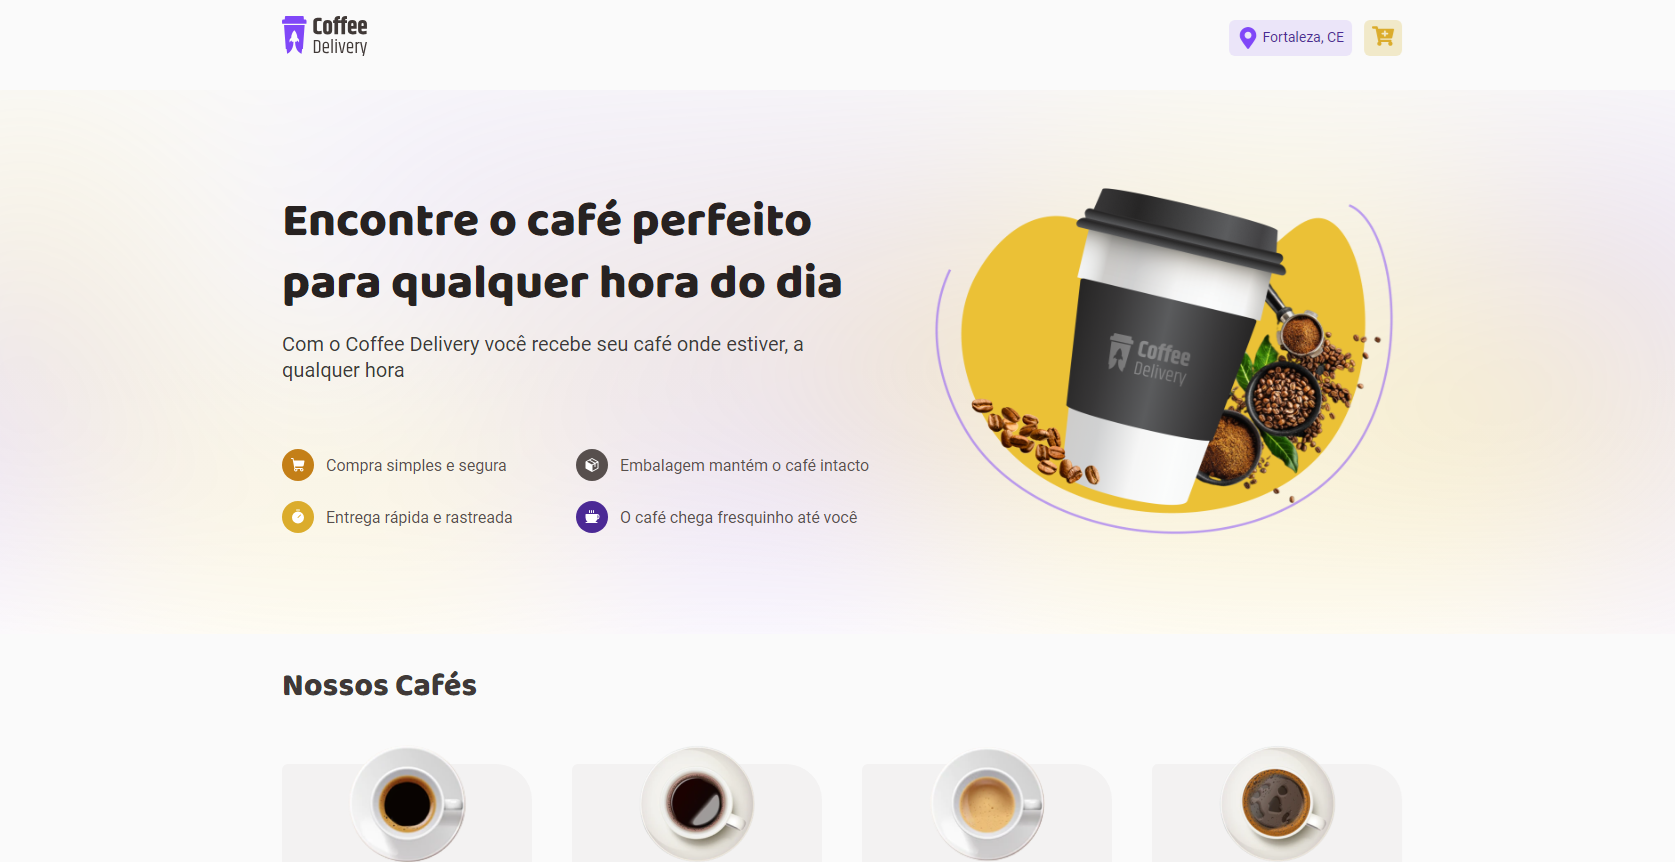 Coffee
Delivery
Fortaleza, CE
Encontre o café perfeito
para qualquer hora do dia
Com o Coffee Delivery você recebe seu café onde estiver, a
qualquer hora
Coffee
Delivery
Compra simples e segura
Embalagem mantém o café intacto
Entrega rápida e rastreada
O café chega fresquinho até você
Nossos Cafés